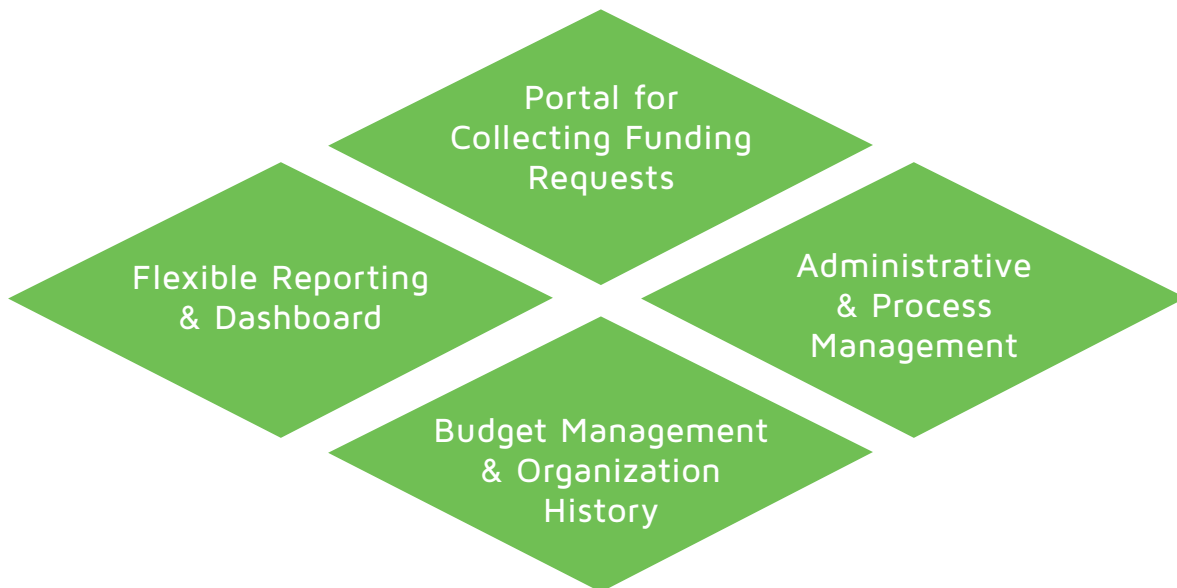 Portal for
Collecting Funding
Requests
Flexible Reporting
& Dashboard
Administrative
& Process
Management
Budget Management
& Organization
History